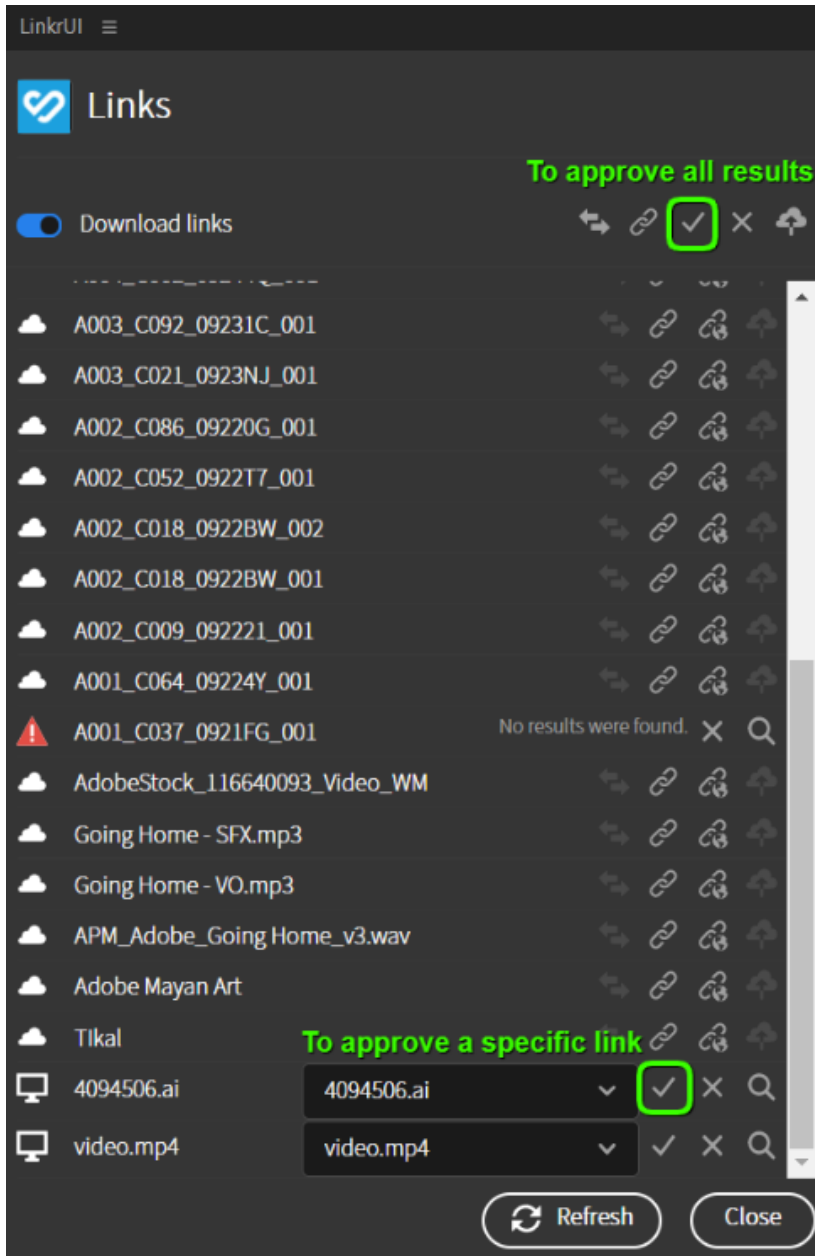 LinkrUI
Links
To approve all results
Download links
A003_C092_09231C_001
A003_C021_0923NJ_001
A002_C086_09220G_001
A002_C052_0922T7_001
A002_C018_0922BW_002
A002_C018_0922BW_001
A002_C009_092221_001
A001_C064_09224Y_001
A001_C037_0921FG_001 No results were found.
AdobeStock_116640093_Video_WM
Going Home - SFX.mp3
Going Home - VO.mp3
APM_Adobe_Going Home_v3.wav
Adobe Mayan Art
TIkal To approve a specific link
4094506.ai 4094506.ai
video.mp4 video.mp4
Refresh Close